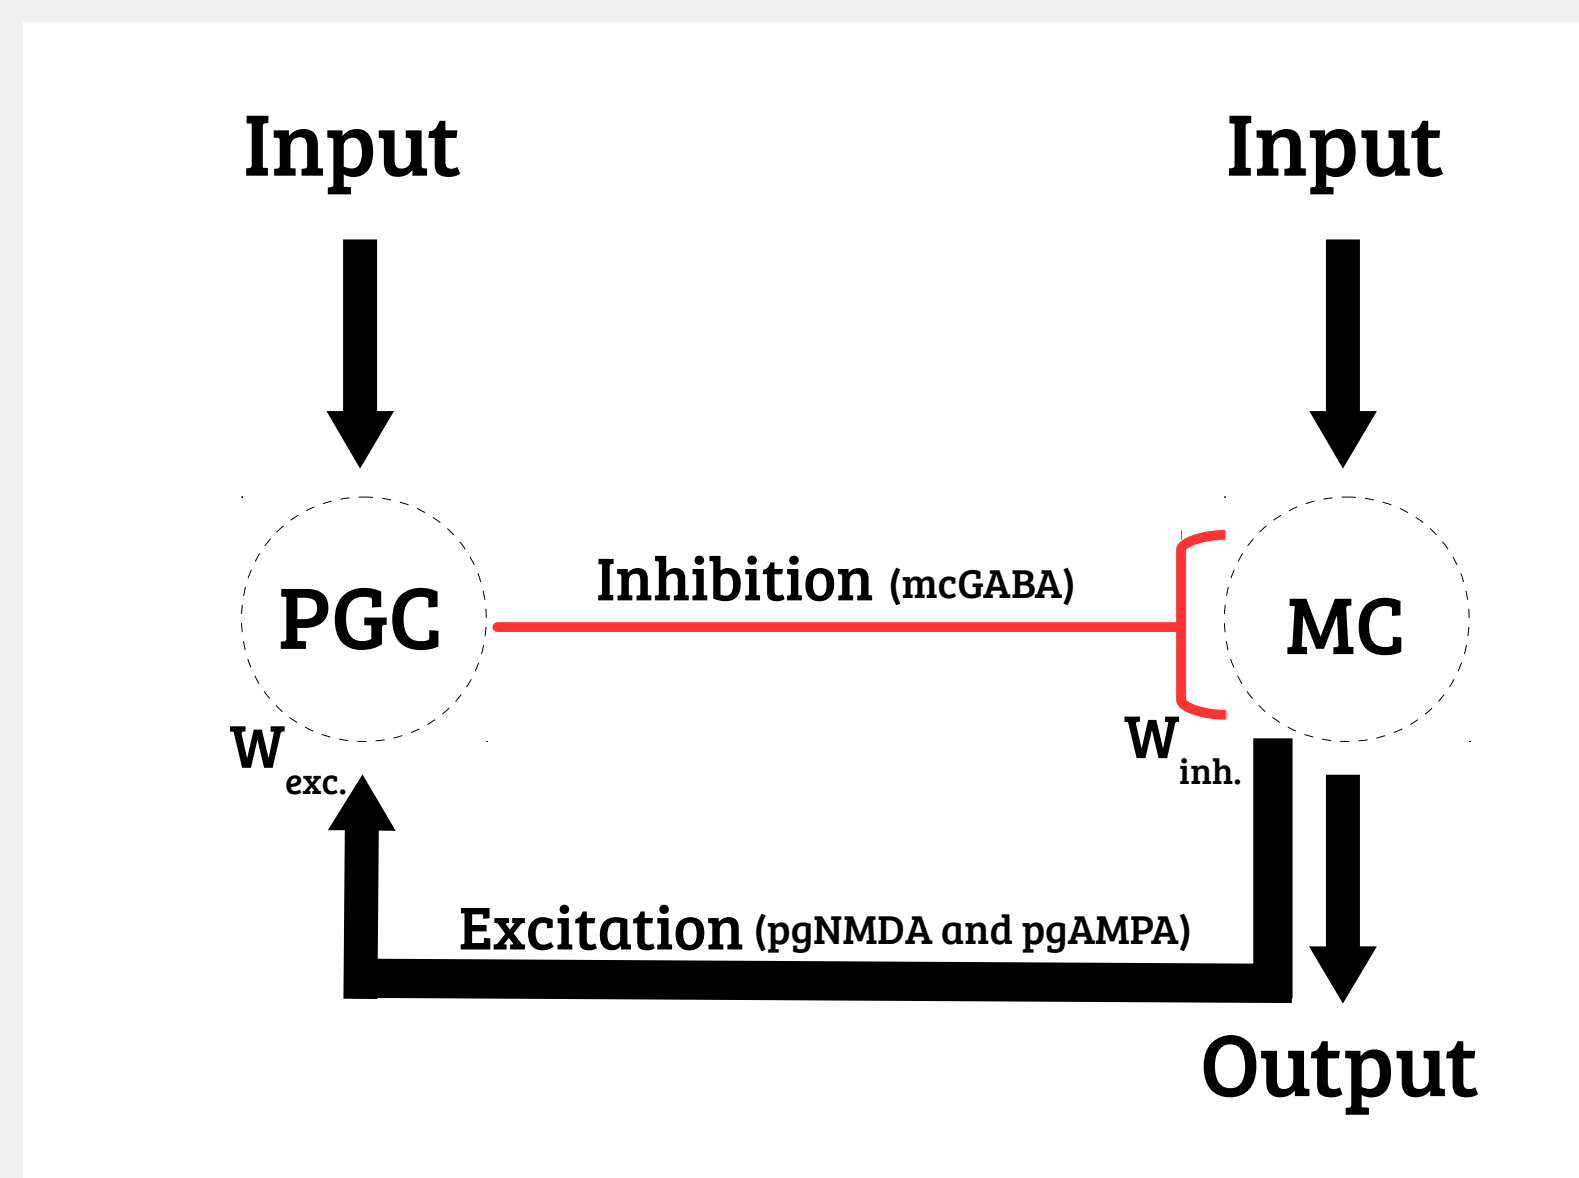 Input
Input
PGC
Inhibition (mcGABA)
MC
W exc.
W inh.
Excitation (pgNMDA and pgAMPA)
Output